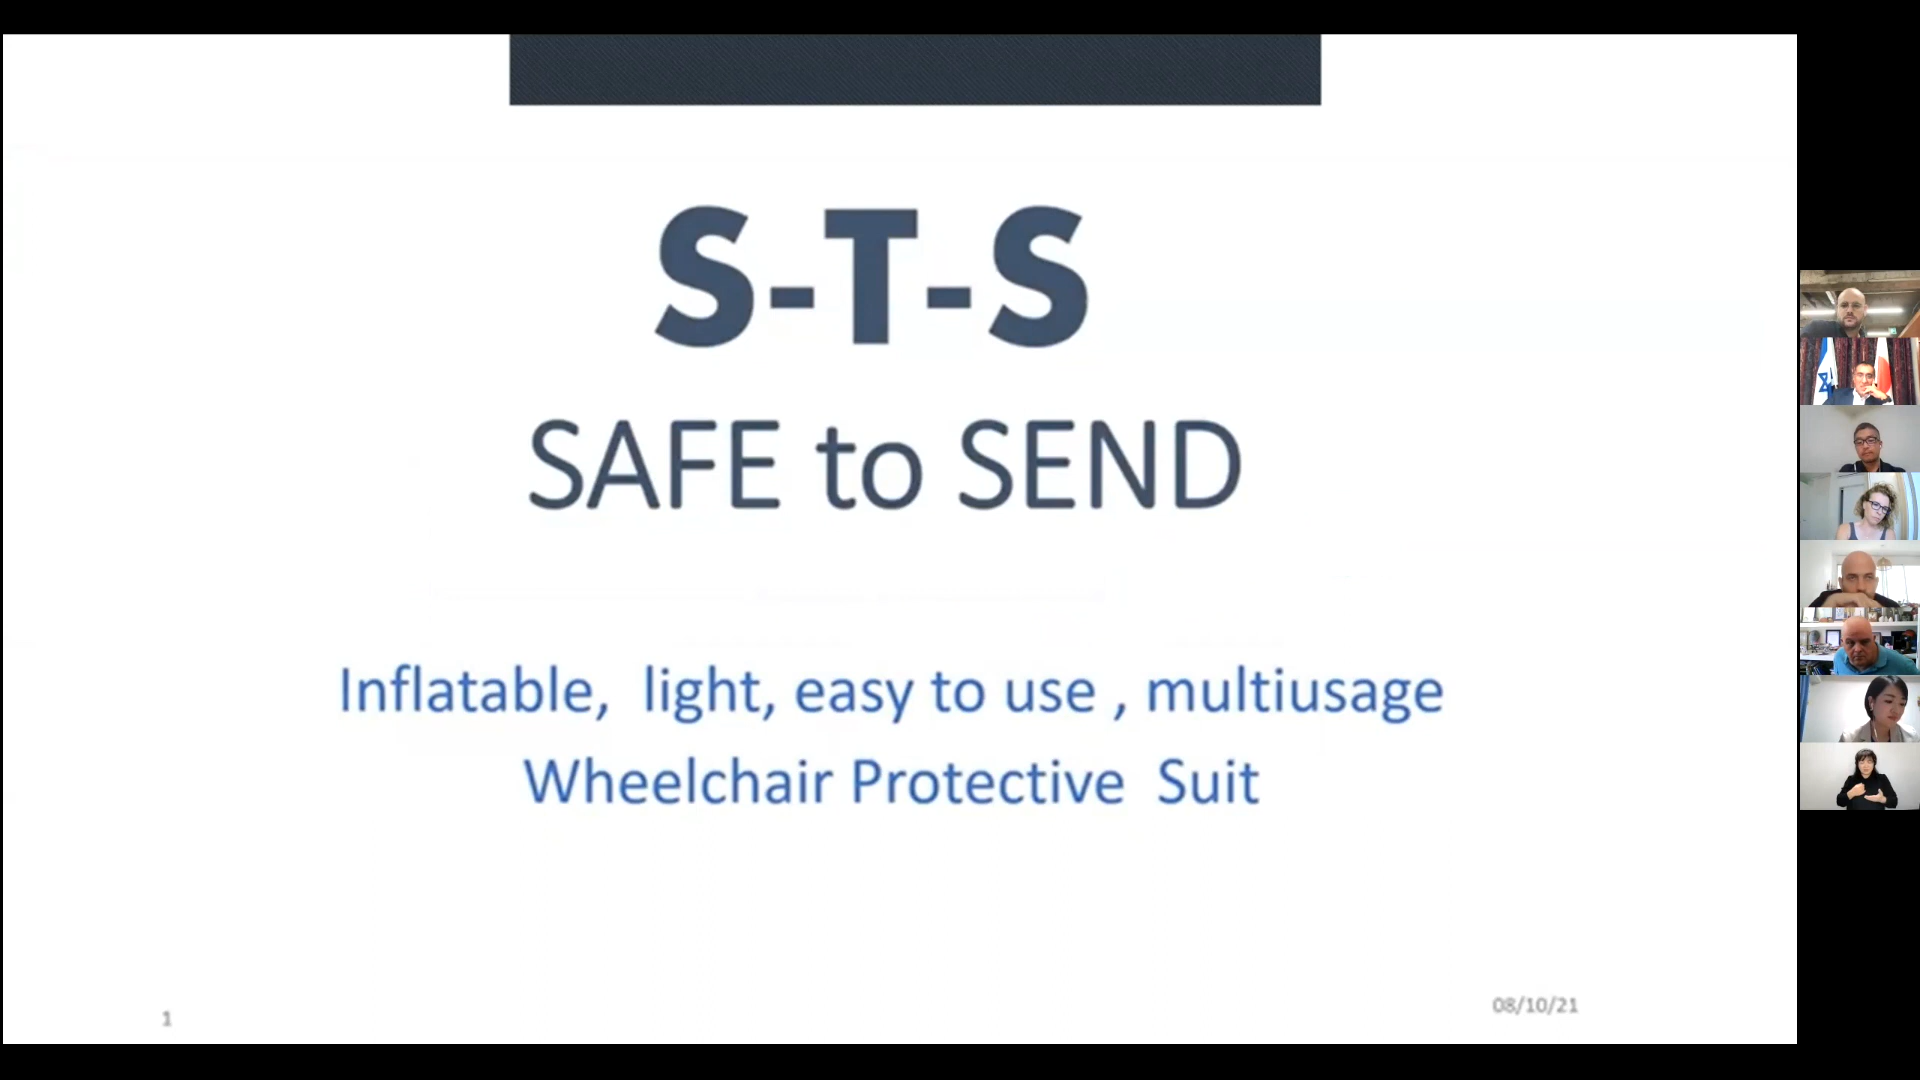 S-T-S
SAFE to SEND
Inflatable, light, easy to use , multiusage
Wheelchair Protective Suit
1
08/10/21